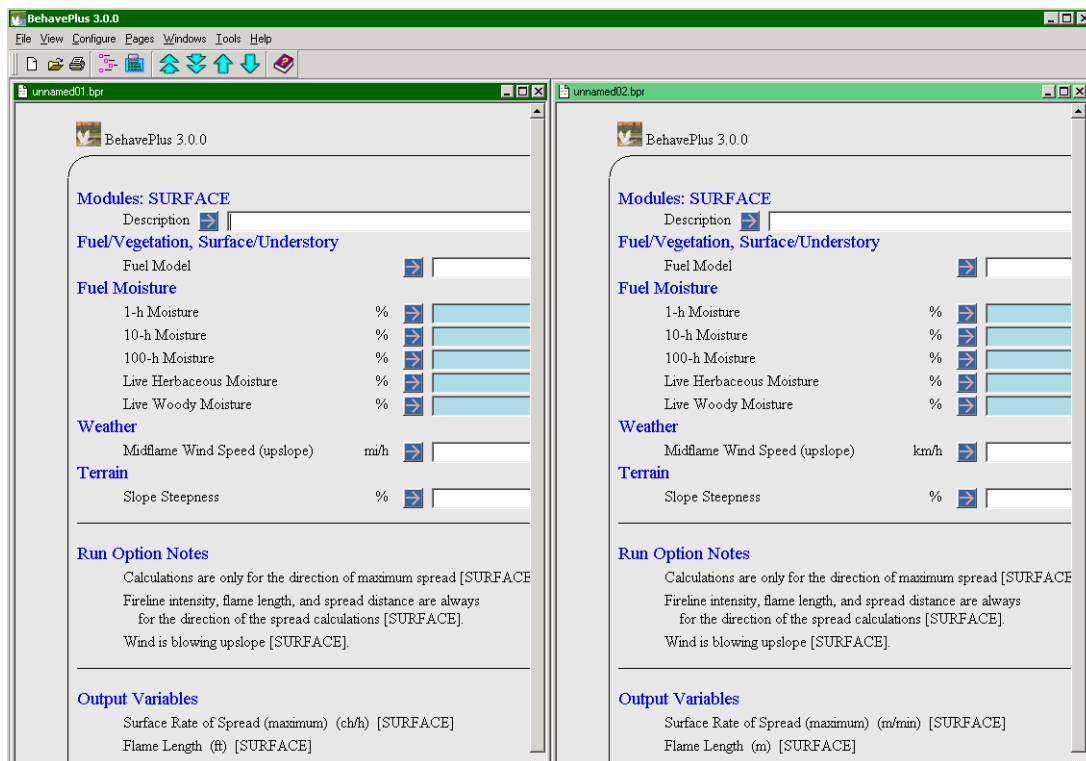 BehavePlus 3.0.0
File View Configure Pages Windows Tools Help
unnamed01.bpr
BehavePlus 3.0.0
Modules: SURFACE
Description
Fuel/Vegetation, Surface/Understory
Fuel Model
Fuel Moisture
1-h Moisture %
10-h Moisture %
100-h Moisture %
Live Herbaceous Moisture %
Live Woody Moisture %
Weather
Midflame Wind Speed (upslope) mi/h
Terrain
Slope Steepness %
Run Option Notes
Calculations are only for the direction of maximum spread [SURFACE
Fireline intensity, flame length, and spread distance are always
for the direction of the spread calculations [SURFACE].
Wind is blowing upslope [SURFACE].
Output Variables
Surface Rate of Spread (maximum) (ch/h) [SURFACE]
Flame Length (ft) [SURFACE]
unnamed02.bpr
BehavePlus 3.0.0
Modules: SURFACE
Description
Fuel/Vegetation, Surface/Understory
Fuel Model
Fuel Moisture
1-h Moisture %
10-h Moisture %
100-h Moisture %
Live Herbaceous Moisture %
Live Woody Moisture %
Weather
Midflame Wind Speed (upslope) km/h
Terrain
Slope Steepness %
Run Option Notes
Calculations are only for the direction of maximum spread [SURFACE
Fireline intensity, flame length, and spread distance are always
for the direction of the spread calculations [SURFACE].
Wind is blowing upslope [SURFACE].
Output Variables
Surface Rate of Spread (maximum) (m/min) [SURFACE]
Flame Length (m) [SURFACE]